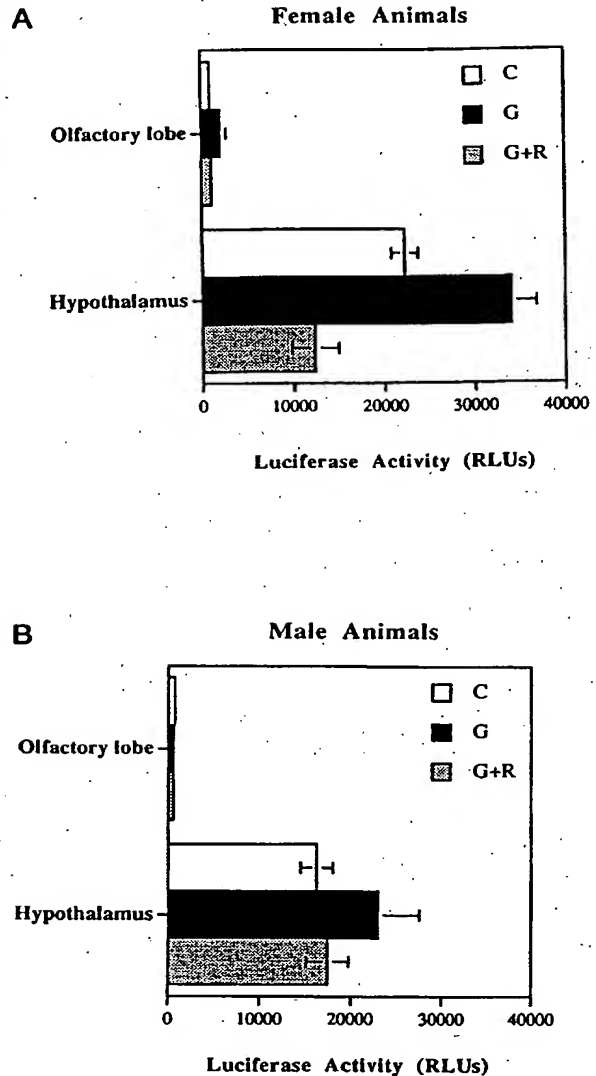 A
Female Animals
C
G
G+R
Olfactory lobe
Hypothalamus
0 10000 20000 30000 40000
Luciferase Activity (RLUs)
B
Male Animals
C
G
G+R
Olfactory lobe
Hypothalamus
0 10000 20000 30000 40000
Luciferase Activity (RLUs)